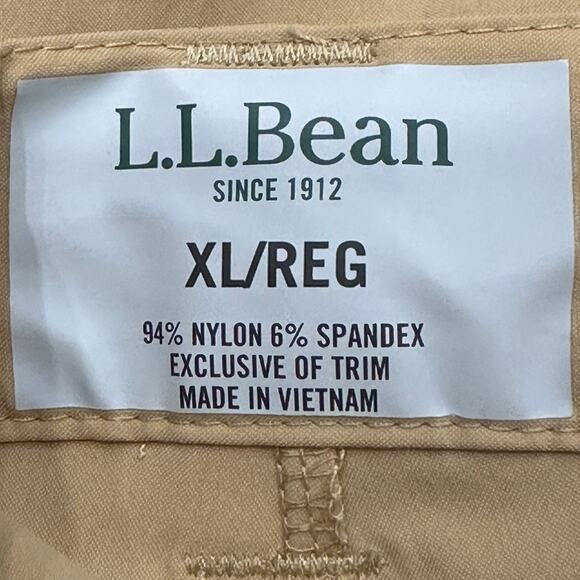 L.L.Bean
SINCE 1912
XL/REG
94% NYLON 6% SPANDEX
EXCLUSIVE OF TRIM
MADE IN VIETNAM